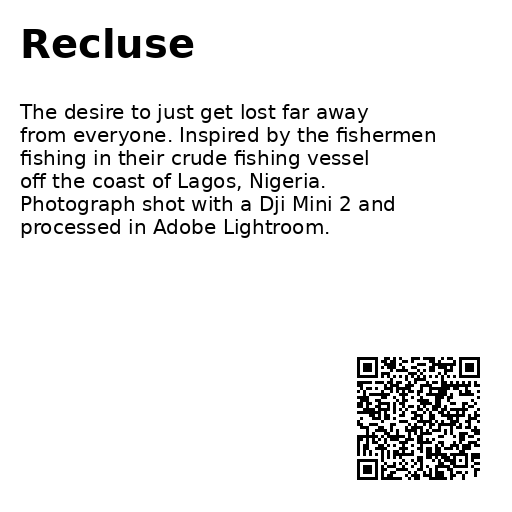 Recluse
The desire to just get lost far away
from everyone. Inspired by the fishermen
fishing in their crude fishing vessel
off the coast of Lagos, Nigeria.
Photograph shot with a Dji Mini 2 and
processed in Adobe Lightroom.